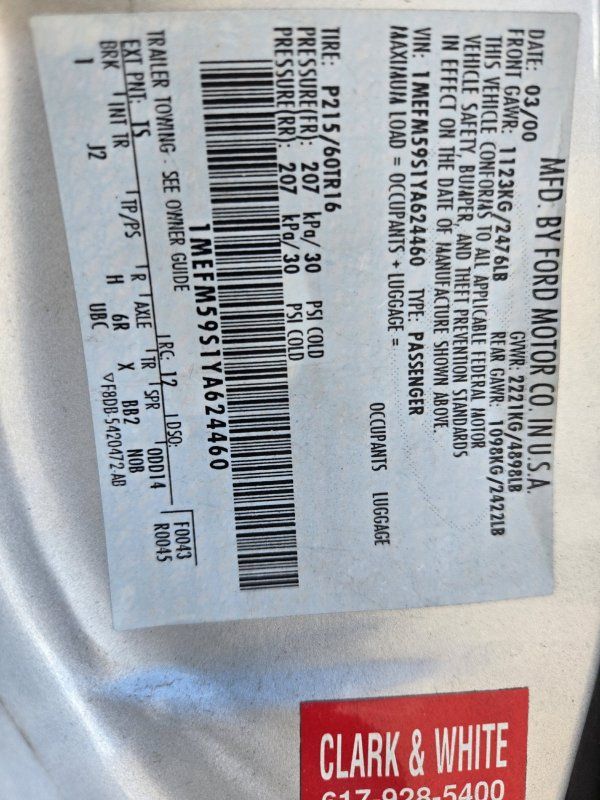 MFD. BY FORD MOTOR CO. IN U.S.A.
DATE: 03/00 GVWR: 2221KG/4898LB
FRONT GAWR: 1123KG/2476LB REAR GAWR: 1098KG/2422LB
THIS VEHICLE CONFORMS TO ALL APPLICABLE FEDERAL MOTOR
VEHICLE SAFETY, BUMPER, AND THEFT PREVENTION STANDARDS
IN EFFECT ON THE DATE OF MANUFACTURE SHOWN ABOVE.
VIN: 1MEFM59S1YA624460 TYPE: PASSENGER
MAXIMUM LOAD = OCCUPANTS + LUGGAGE =
OCCUPANTS LUGGAGE
TIRE: P215/60TR16
PRESSURE(FR): 207 kPa/30 PSI COLD
PRESSURE(RR): 207 kPa/30 PSI COLD
1MEFM59S1YA624460
TRAILER TOWING - SEE OWNER GUIDE
EXT PNT: TS RC: 12 DSO: F0043
BRK INT TR TP/PS R AXLE TR SPR ODD14 R0045
1 J2 H 6R X BB2 NOB
UBC
▽F8DB-5420472-AB
CLARK & WHITE
617-928-5400